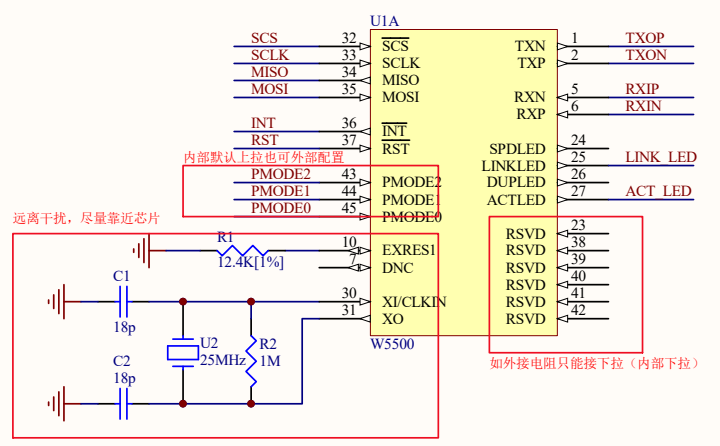 U1A
SCS 32 SCS TXN 1 TXOP
SCLK 33 SCLK TXP 2 TXON
MISO 34 MISO
MOSI 35 MOSI RXN 5 RXIP
RXP 6 RXIN
INT 36 INT
RST 37 RST SPDLED 24
内部默认上拉也可外部配置 LINKLED 25 LINK_LED
PMODE2 43 PMODE2 DUPLED 26
PMODE1 44 PMODE1 ACTLED 27 ACT_LED
PMODE0 45 PMODE0
远离干扰，尽量靠近芯片
RSVD 23
R1 10 EXRES1 RSVD 38
12.4K[1%] 7 DNC RSVD 39
C1 RSVD 40
30 XI/CLKIN RSVD 41
18p 31 XO RSVD 42
U2 R2 W5500
25MHz 1M
C2 如外接电阻只能接下拉（内部下拉）
18p